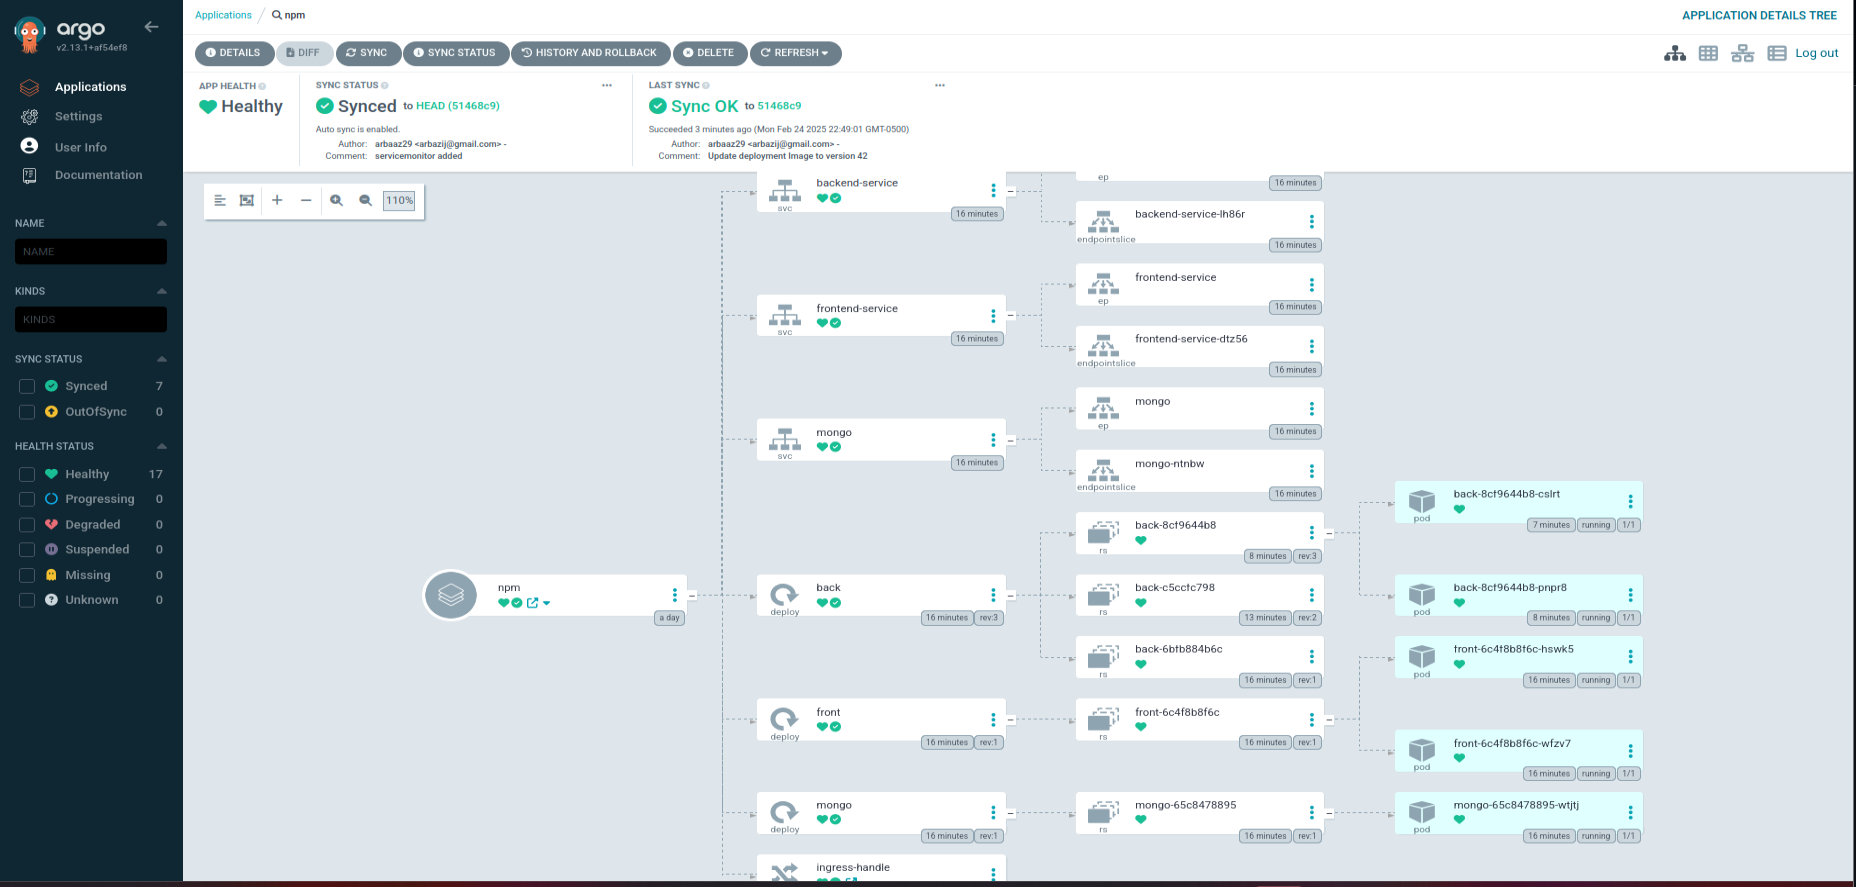 argo
v2.13.1+af54ef8
Applications
Settings
User Info
Documentation
NAME
NAME
KINDS
KINDS
SYNC STATUS
Synced 7
OutOfSync 0
HEALTH STATUS
Healthy 17
Progressing 0
Degraded 0
Suspended 0
Missing 0
Unknown 0
Applications / npm
APPLICATION DETAILS TREE
DETAILS DIFF SYNC SYNC STATUS HISTORY AND ROLLBACK DELETE REFRESH
Log out
APP HEALTH
Healthy
SYNC STATUS
Synced to HEAD (51468c9)
Auto sync is enabled.
Author: arbaaz29 <arbazij@gmail.com> -
Comment: servicemonitor added
LAST SYNC
Sync OK to 51468c9
Succeeded 3 minutes ago (Mon Feb 24 2025 22:49:01 GMT-0500)
Author: arbaaz29 <arbazij@gmail.com> -
Comment: Update deployment Image to version 42
110%
npm
a day
backend-service
svc
16 minutes
frontend-service
svc
16 minutes
mongo
svc
16 minutes
back
deploy
16 minutes rev:3
front
deploy
16 minutes rev:1
mongo
deploy
16 minutes rev:1
ingress-handle
ep
16 minutes
backend-service-lh86r
endpointslice
16 minutes
frontend-service
ep
16 minutes
frontend-service-dtz56
endpointslice
16 minutes
mongo
ep
16 minutes
mongo-ntnbw
endpointslice
16 minutes
back-8cf9644b8
rs
8 minutes rev:3
back-c5ccfc798
rs
13 minutes rev:2
back-6bfb884b6c
rs
16 minutes rev:1
front-6c4f8b8f6c
rs
16 minutes rev:1
mongo-65c8478895
rs
16 minutes rev:1
back-8cf9644b8-cslrt
pod
7 minutes running 1/1
back-8cf9644b8-pnpr8
pod
8 minutes running 1/1
front-6c4f8b8f6c-hswk5
pod
16 minutes running 1/1
front-6c4f8b8f6c-wfzv7
pod
16 minutes running 1/1
mongo-65c8478895-wtjtj
pod
16 minutes running 1/1